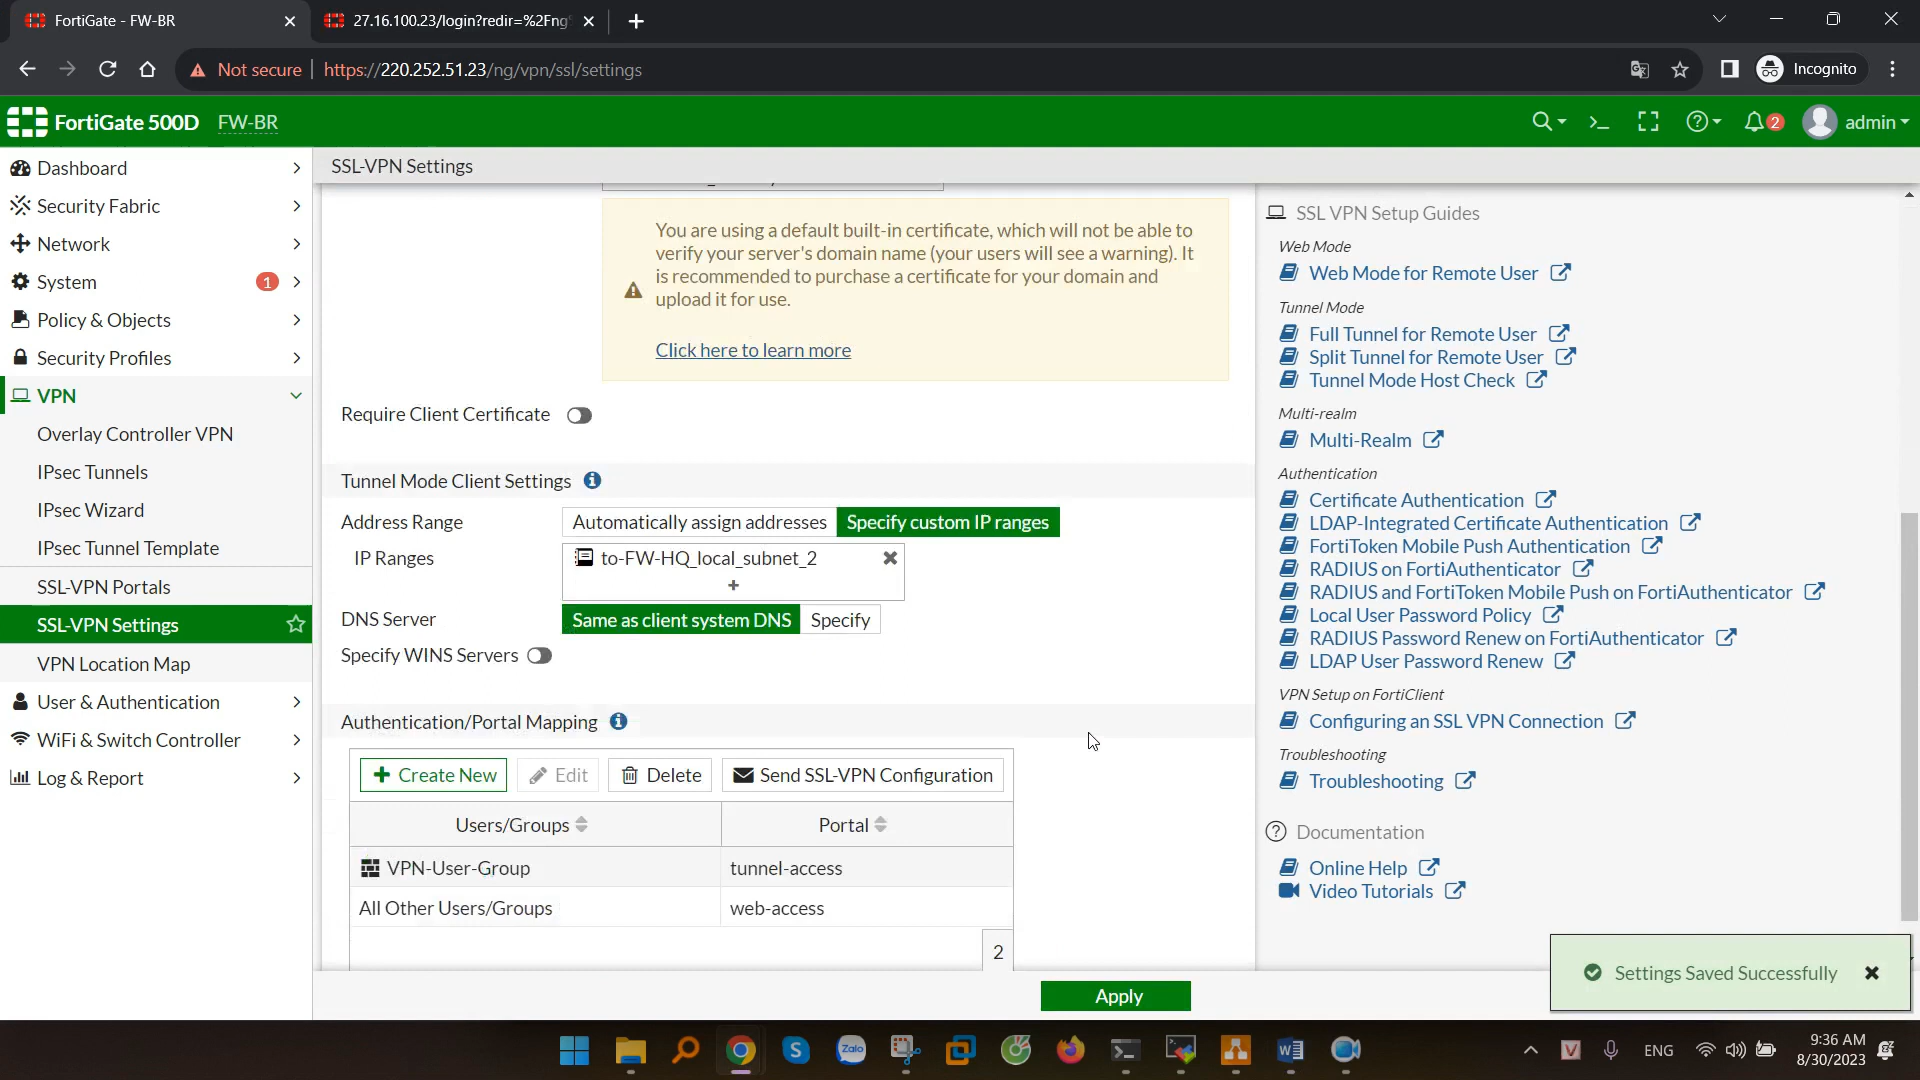 FortiGate - FW-BR
27.16.100.23/login?redir=%2Fng
Not secure
https://220.252.51.23/ng/vpn/ssl/settings
Incognito
FortiGate 500D
FW-BR
2
admin
Dashboard
Security Fabric
Network
System
1
Policy & Objects
Security Profiles
VPN
Overlay Controller VPN
IPsec Tunnels
IPsec Wizard
IPsec Tunnel Template
SSL-VPN Portals
SSL-VPN Settings
VPN Location Map
User & Authentication
WiFi & Switch Controller
Log & Report
SSL-VPN Settings
You are using a default built-in certificate, which will not be able to
verify your server's domain name (your users will see a warning). It
is recommended to purchase a certificate for your domain and
upload it for use.
Click here to learn more
Require Client Certificate
Tunnel Mode Client Settings
Address Range
Automatically assign addresses
Specify custom IP ranges
IP Ranges
to-FW-HQ_local_subnet_2
+
DNS Server
Same as client system DNS
Specify
Specify WINS Servers
Authentication/Portal Mapping
+ Create New
Edit
Delete
Send SSL-VPN Configuration
Users/Groups
Portal
VPN-User-Group
tunnel-access
All Other Users/Groups
web-access
2
Apply
SSL VPN Setup Guides
Web Mode
Web Mode for Remote User
Tunnel Mode
Full Tunnel for Remote User
Split Tunnel for Remote User
Tunnel Mode Host Check
Multi-realm
Multi-Realm
Authentication
Certificate Authentication
LDAP-Integrated Certificate Authentication
FortiToken Mobile Push Authentication
RADIUS on FortiAuthenticator
RADIUS and FortiToken Mobile Push on FortiAuthenticator
Local User Password Policy
RADIUS Password Renew on FortiAuthenticator
LDAP User Password Renew
VPN Setup on FortiClient
Configuring an SSL VPN Connection
Troubleshooting
Troubleshooting
Documentation
Online Help
Video Tutorials
Settings Saved Successfully
Zalo
ENG
9:36 AM
8/30/2023